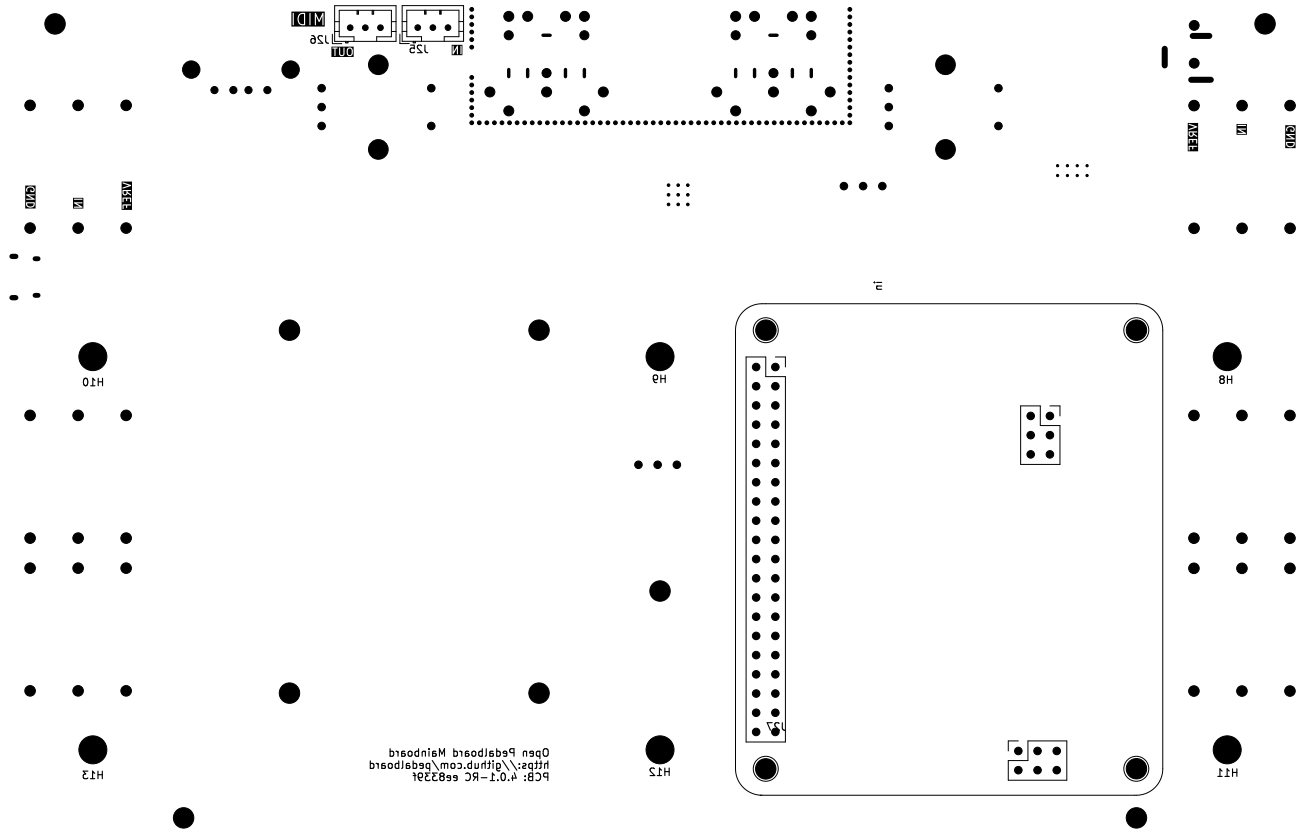 MIDI
J26
OUT
J25
IN
VREF
IN
GND
GND
IN
VREF
in
H10
H9
H8
J27
Open Pedalboard Mainboard
https://github.com/pedalboard
PCB: 4.0.1-RC ee8339f
H13
H12
H11